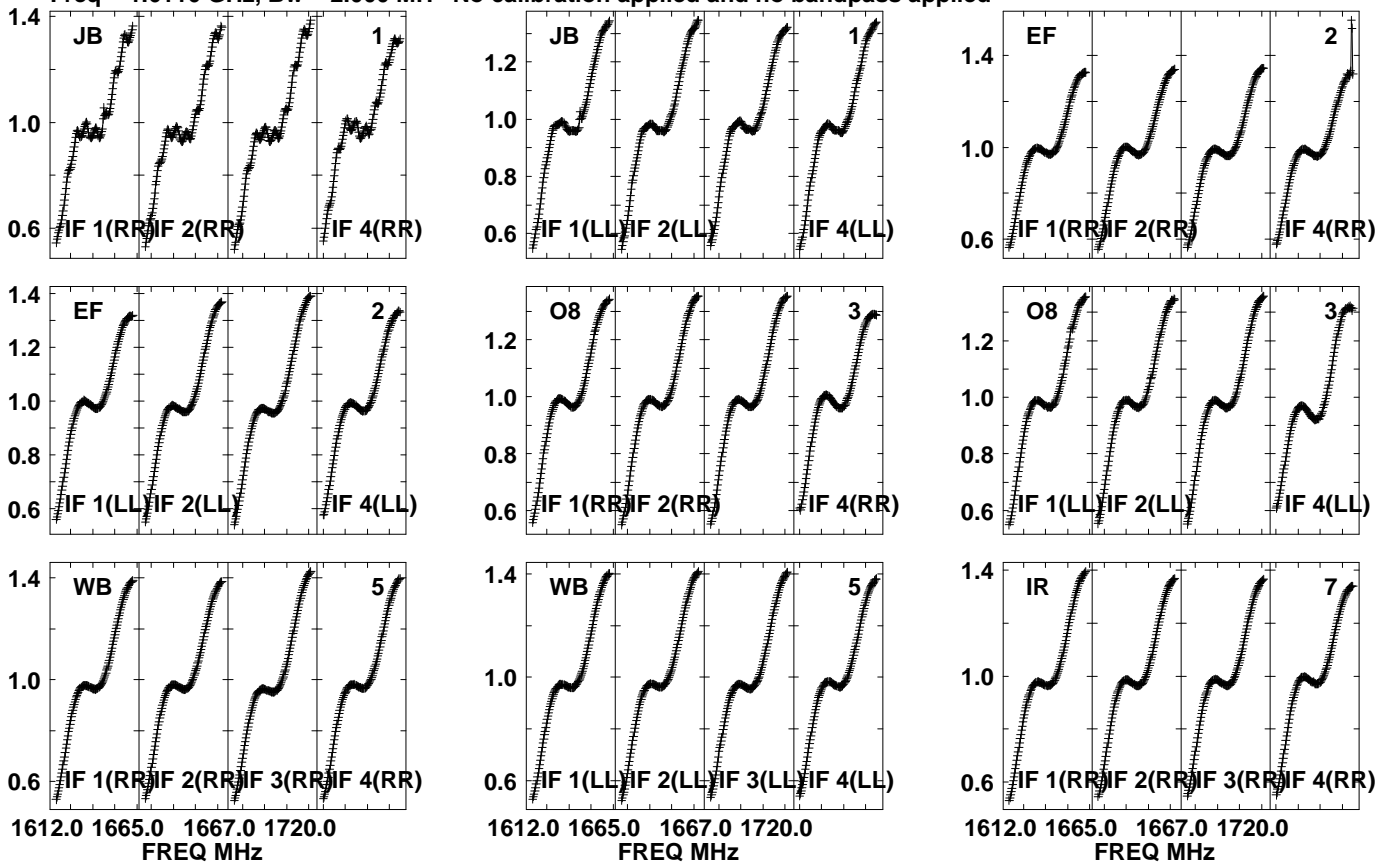 No calibration applied and no bandpass applied
JB 1
1.4
1.0
0.6
IF 1(RR) IF 2(RR) IF 4(RR)
JB 1
1.2
1.0
0.8
0.6
IF 1(LL) IF 2(LL) IF 4(LL)
EF 2
1.4
1.0
0.6
IF 1(RR) IF 2(RR) IF 4(RR)
EF 2
1.4
1.2
1.0
0.8
0.6
IF 1(LL) IF 2(LL) IF 4(LL)
O8 3
1.2
1.0
0.8
0.6
IF 1(RR) IF 2(RR) IF 4(RR)
O8 3
1.2
1.0
0.8
0.6
IF 1(LL) IF 2(LL) IF 4(LL)
WB 5
1.4
1.0
0.6
IF 1(RR) IF 2(RR) IF 3(RR) IF 4(RR)
1612.0 1665.0 1667.0 1720.0
FREQ MHz
WB 5
1.4
1.0
0.6
IF 1(LL) IF 2(LL) IF 3(LL) IF 4(LL)
1612.0 1665.0 1667.0 1720.0
FREQ MHz
IR 7
1.4
1.0
0.6
IF 1(RR) IF 2(RR) IF 3(RR) IF 4(RR)
1612.0 1665.0 1667.0 1720.0
FREQ MHz